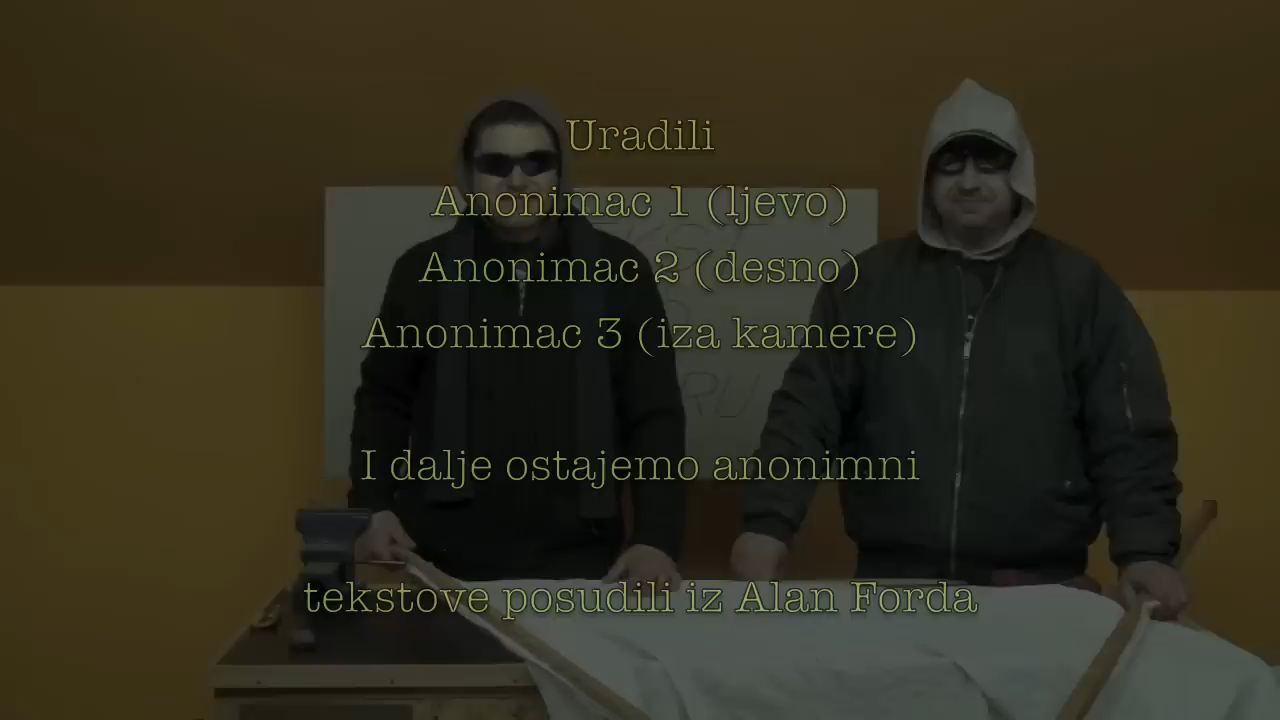 Uradili
Anonimac 1 (ljevo)
Anonimac 2 (desno)
Anonimac 3 (iza kamere)
I dalje ostajemo anonimni
tekstove posudili iz Alan Forda